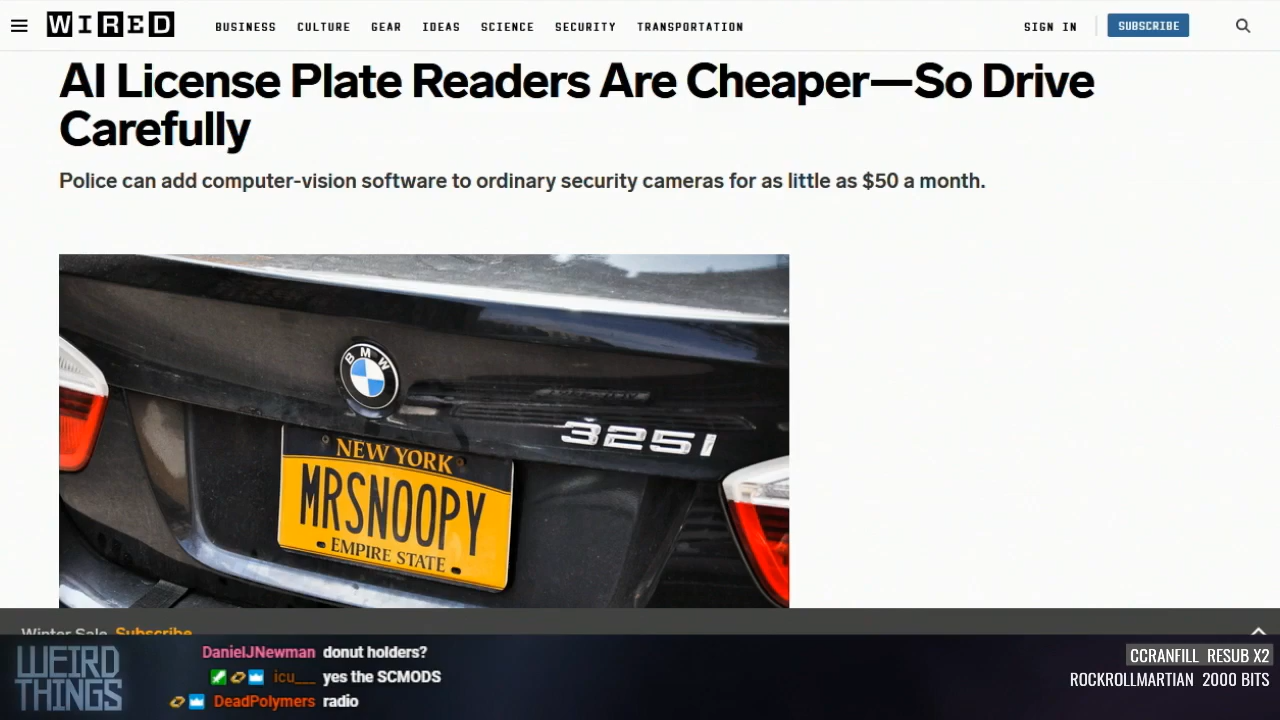 WIRED
BUSINESS CULTURE GEAR IDEAS SCIENCE SECURITY TRANSPORTATION
SIGN IN
SUBSCRIBE
AI License Plate Readers Are Cheaper—So Drive
Carefully
Police can add computer-vision software to ordinary security cameras for as little as $50 a month.
BMW
325i
NEW YORK
MRSNOOPY
EMPIRE STATE
Winter Sale Subscribe
WEIRD
THINGS
DanielJNewman donut holders?
icu___ yes the SCMODS
DeadPolymers radio
CCRANFILL RESUB X2
ROCKROLLMARTIAN 2000 BITS